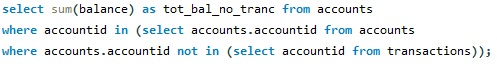 select sum(balance) as tot_bal_no_tranc from accounts
where accountid in (select accounts.accountid from accounts
where accounts.accountid not in (select accountid from transactions));